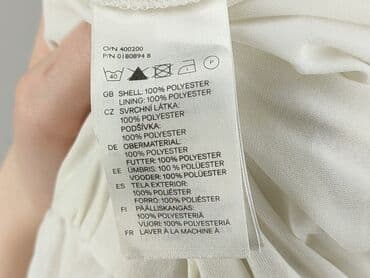 O/N 400200
P/N 0180894 8
40
P
GB SHELL: 100% POLYESTER
LINING: 100% POLYESTER
CZ SVRCHNÍ LÁTKA:
100% POLYESTER
PODŠÍVKA:
100% POLYESTER
DE OBERMATERIAL:
100% POLYESTER
FUTTER: 100% POLYESTER
EE ÜMBRIS: 100% POLÜESTER
VOODER: 100% POLÜESTER
ES TELA EXTERIOR:
100% POLIÉSTER
FORRO: 100% POLIÉSTER
FI PÄÄLLISKANGAS:
100% POLYESTERIÄ
VUORI: 100% POLYESTERIÄ
FR LAVER À LA MACHINE À